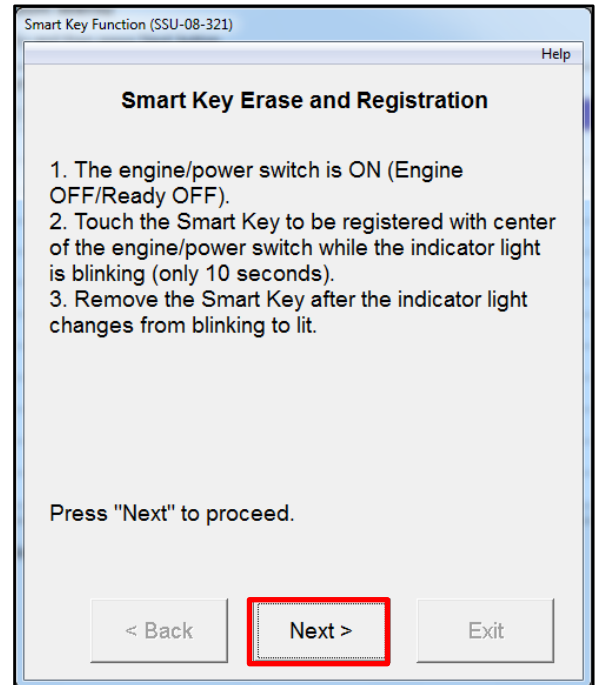 Smart Key Function (SSU-08-321)
Help
Smart Key Erase and Registration
1. The engine/power switch is ON (Engine
OFF/Ready OFF).
2. Touch the Smart Key to be registered with center
of the engine/power switch while the indicator light
is blinking (only 10 seconds).
3. Remove the Smart Key after the indicator light
changes from blinking to lit.
Press "Next" to proceed.
< Back
Next >
Exit